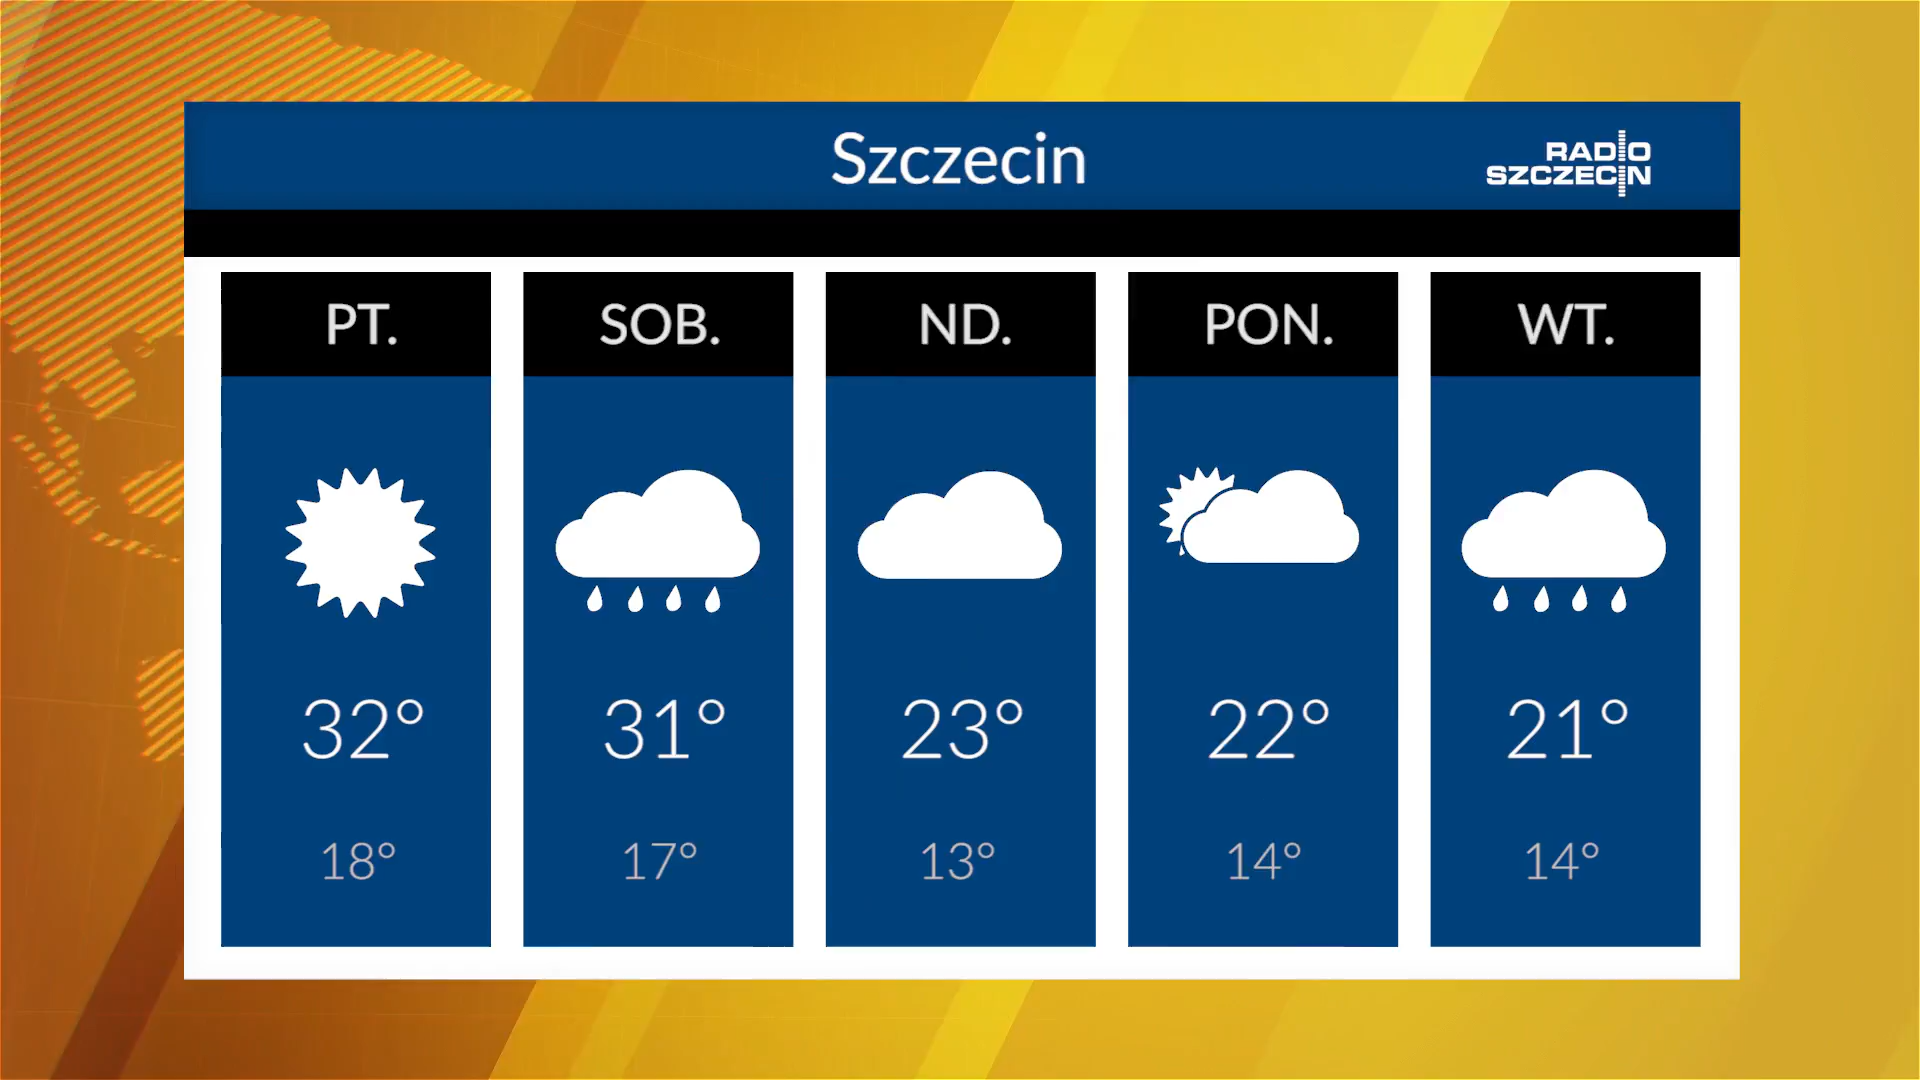 Szczecin
RADIO
SZCZECIN
PT.
SOB.
ND.
PON.
WT.
32°
31°
23°
22°
21°
18°
17°
13°
14°
14°